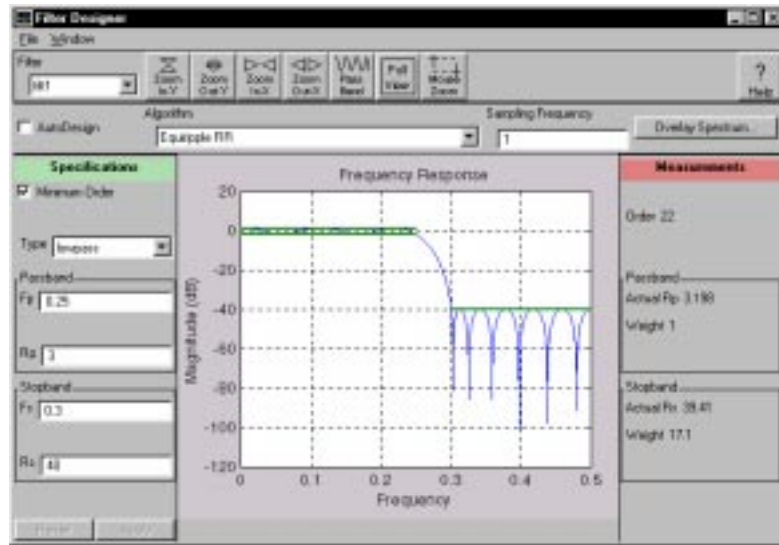 Filter Designer
File Window
Filter
Zoom In-Y
Zoom Out-Y
Zoom In-X
Zoom Out-X
Pass Band
Full View
Mouse Zoom
? Help
AutoDesign
Algorithm
Equiripple FIR
Sampling Frequency
1
Overlay Spectrum...
Specifications
Minimum Order
Type lowpass
Passband
Fp 0.25
Rp 3
Stopband
Fs 0.3
Rs 40
Frequency Response
Magnitude (dB)
20
0
-20
-40
-60
-80
-100
-120
0 0.1 0.2 0.3 0.4 0.5
Frequency
Measurements
Order 22
Passband
Actual Rp 3.198
Weight 1
Stopband
Actual Rs 39.41
Weight 17.1